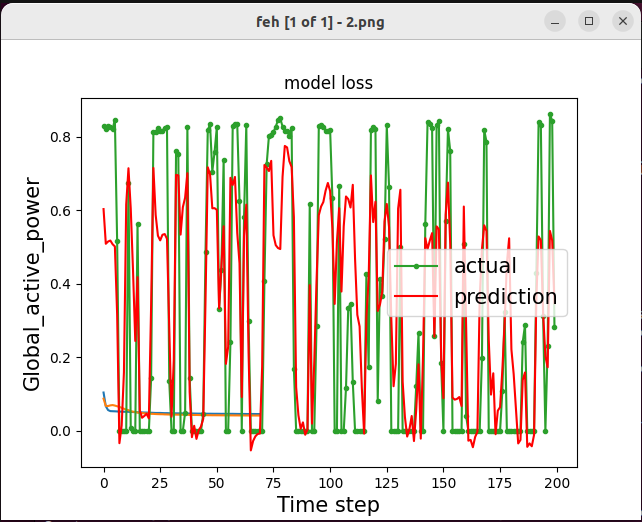 feh [1 of 1] - 2.png
model loss
Global_active_power
0.8
0.6
0.4
0.2
0.0
actual
prediction
0 25 50 75 100 125 150 175 200
Time step